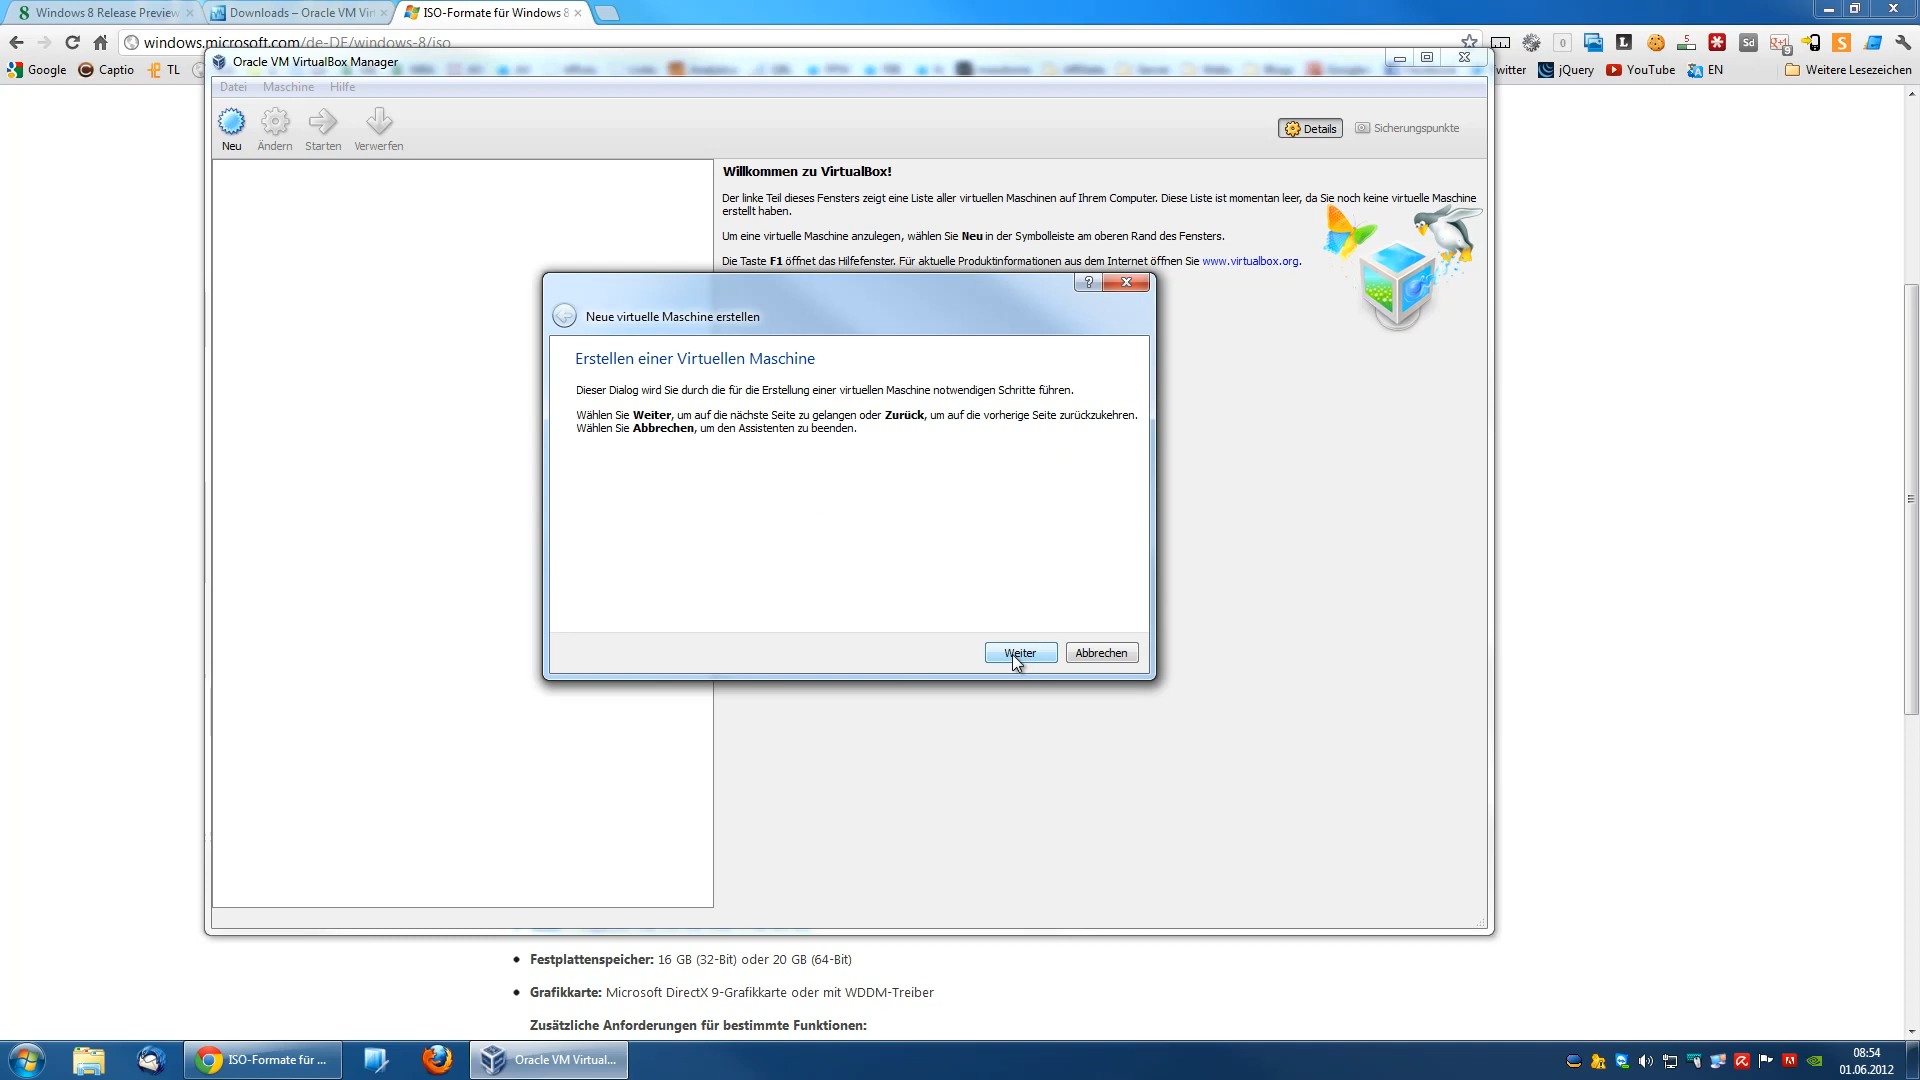 Windows 8 Release Preview
Downloads – Oracle VM Virt
ISO-Formate für Windows 8
windows.microsoft.com/de-DE/windows-8/iso
Google
Captio
TL
Twitter
jQuery
YouTube
EN
Weitere Lesezeichen
Oracle VM VirtualBox Manager
Datei Maschine Hilfe
Neu Ändern Starten Verwerfen
Details Sicherungspunkte
Willkommen zu VirtualBox!
Der linke Teil dieses Fensters zeigt eine Liste aller virtuellen Maschinen auf Ihrem Computer. Diese Liste ist momentan leer, da Sie noch keine virtuelle Maschine
erstellt haben.
Um eine virtuelle Maschine anzulegen, wählen Sie Neu in der Symbolleiste am oberen Rand des Fensters.
Die Taste F1 öffnet das Hilfefenster. Für aktuelle Produktinformationen aus dem Internet öffnen Sie www.virtualbox.org.
Neue virtuelle Maschine erstellen
Erstellen einer Virtuellen Maschine
Dieser Dialog wird Sie durch die für die Erstellung einer virtuellen Maschine notwendigen Schritte führen.
Wählen Sie Weiter, um auf die nächste Seite zu gelangen oder Zurück, um auf die vorherige Seite zurückzukehren.
Wählen Sie Abbrechen, um den Assistenten zu beenden.
Weiter Abbrechen
Festplattenspeicher: 16 GB (32-Bit) oder 20 GB (64-Bit)
Grafikkarte: Microsoft DirectX 9-Grafikkarte oder mit WDDM-Treiber
Zusätzliche Anforderungen für bestimmte Funktionen:
ISO-Formate für ...
Oracle VM Virtual...
08:54
01.06.2012